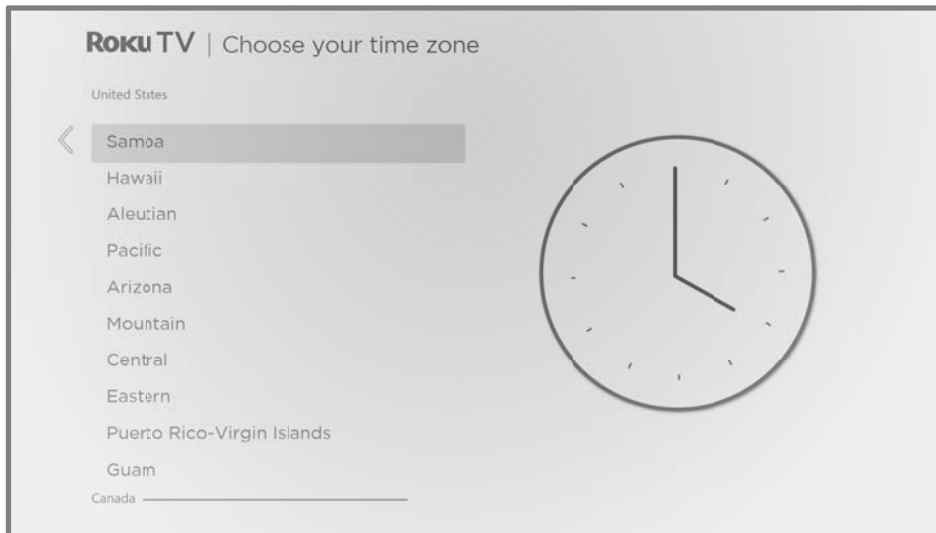 Roku TV | Choose your time zone
United States
Samoa
Hawaii
Aleutian
Pacific
Arizona
Mountain
Central
Eastern
Puerto Rico-Virgin Islands
Guam
Canada